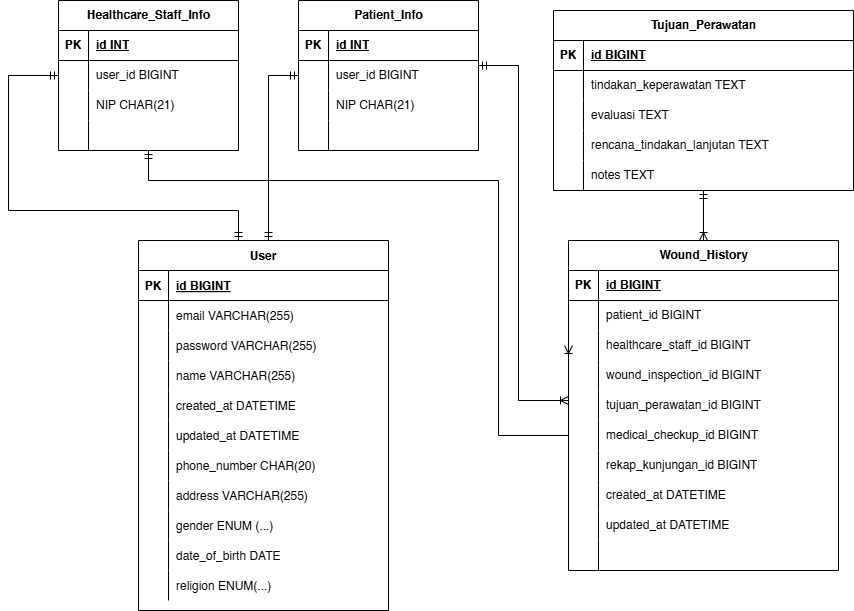 Healthcare_Staff_Info
PK id INT
user_id BIGINT
NIP CHAR(21)
Patient_Info
PK id INT
user_id BIGINT
NIP CHAR(21)
Tujuan_Perawatan
PK id BIGINT
tindakan_keperawatan TEXT
evaluasi TEXT
rencana_tindakan_lanjutan TEXT
notes TEXT
User
PK id BIGINT
email VARCHAR(255)
password VARCHAR(255)
name VARCHAR(255)
created_at DATETIME
updated_at DATETIME
phone_number CHAR(20)
address VARCHAR(255)
gender ENUM (...)
date_of_birth DATE
religion ENUM(...)
Wound_History
PK id BIGINT
patient_id BIGINT
healthcare_staff_id BIGINT
wound_inspection_id BIGINT
tujuan_perawatan_id BIGINT
medical_checkup_id BIGINT
rekap_kunjungan_id BIGINT
created_at DATETIME
updated_at DATETIME